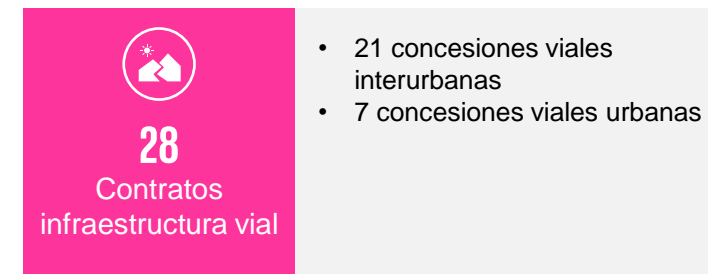 28
Contratos
infraestructura vial
• 21 concesiones viales
interurbanas
• 7 concesiones viales urbanas